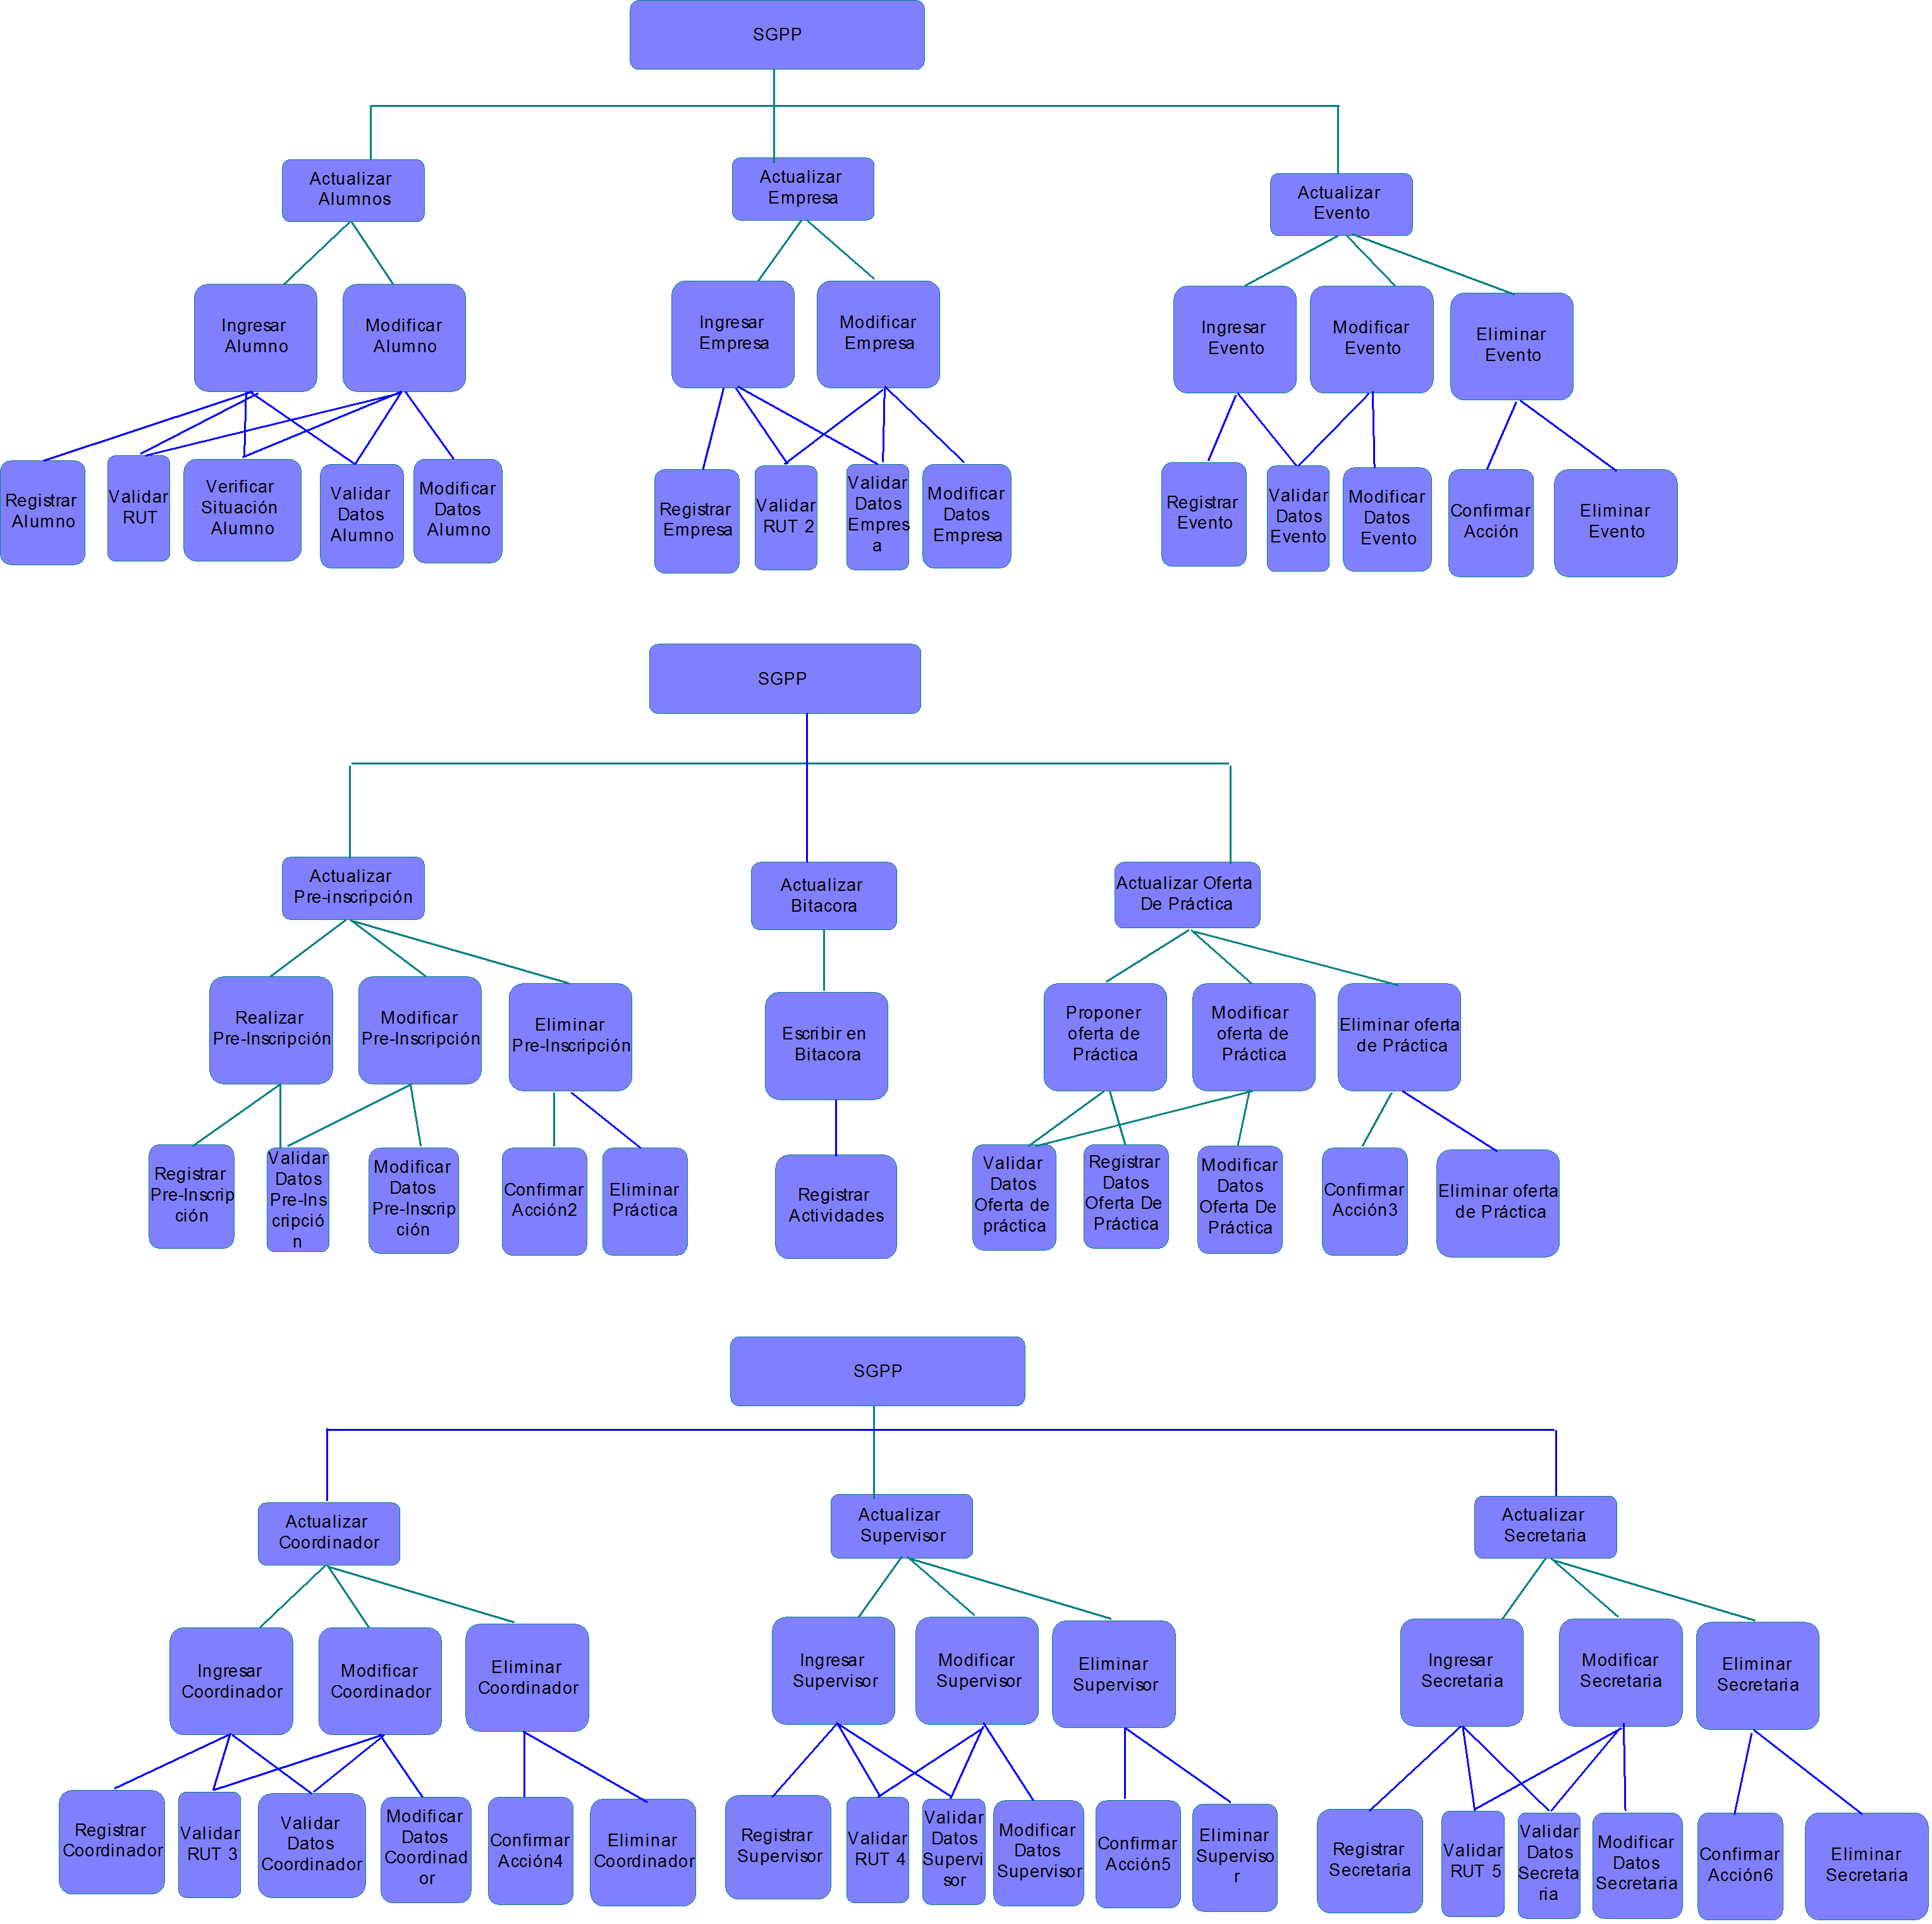 SGPP
Actualizar
Alumnos
Actualizar
Empresa
Actualizar
Evento
Ingresar
Alumno
Modificar
Alumno
Ingresar
Empresa
Modificar
Empresa
Ingresar
Evento
Modificar
Evento
Eliminar
Evento
Registrar
Alumno
Validar
RUT
Verificar
Situación
Alumno
Validar
Datos
Alumno
Modificar
Datos
Alumno
Registrar
Empresa
Validar
RUT 2
Validar
Datos
Empres
a
Modificar
Datos
Empresa
Registrar
Evento
Validar
Datos
Evento
Modificar
Datos
Evento
Confirmar
Acción
Eliminar
Evento
SGPP
Actualizar
Pre-inscripción
Actualizar
Bitacora
Actualizar Oferta
De Práctica
Realizar
Pre-Inscripción
Modificar
Pre-Inscripción
Eliminar
Pre-Inscripción
Escribir en
Bitacora
Proponer
oferta de
Práctica
Modificar
oferta de
Práctica
Eliminar oferta
de Práctica
Registrar
Pre-Inscrip
ción
Validar
Datos
Pre-Ins
cripció
n
Modificar
Datos
Pre-Inscrip
ción
Confirmar
Acción2
Eliminar
Práctica
Registrar
Actividades
Validar
Datos
Oferta de
práctica
Registrar
Datos
Oferta De
Práctica
Modificar
Datos
Oferta De
Práctica
Confirmar
Acción3
Eliminar oferta
de Práctica
SGPP
Actualizar
Coordinador
Actualizar
Supervisor
Actualizar
Secretaria
Ingresar
Coordinador
Modificar
Coordinador
Eliminar
Coordinador
Ingresar
Supervisor
Modificar
Supervisor
Eliminar
Supervisor
Ingresar
Secretaria
Modificar
Secretaria
Eliminar
Secretaria
Registrar
Coordinador
Validar
RUT 3
Validar
Datos
Coordinador
Modificar
Datos
Coordinad
or
Confirmar
Acción4
Eliminar
Coordinador
Registrar
Supervisor
Validar
RUT 4
Validar
Datos
Supervi
sor
Modificar
Datos
Supervisor
Confirmar
Acción5
Eliminar
Superviso
r
Registrar
Secretaria
Validar
RUT 5
Validar
Datos
Secreta
ria
Modificar
Datos
Secretaria
Confirmar
Acción6
Eliminar
Secretaria